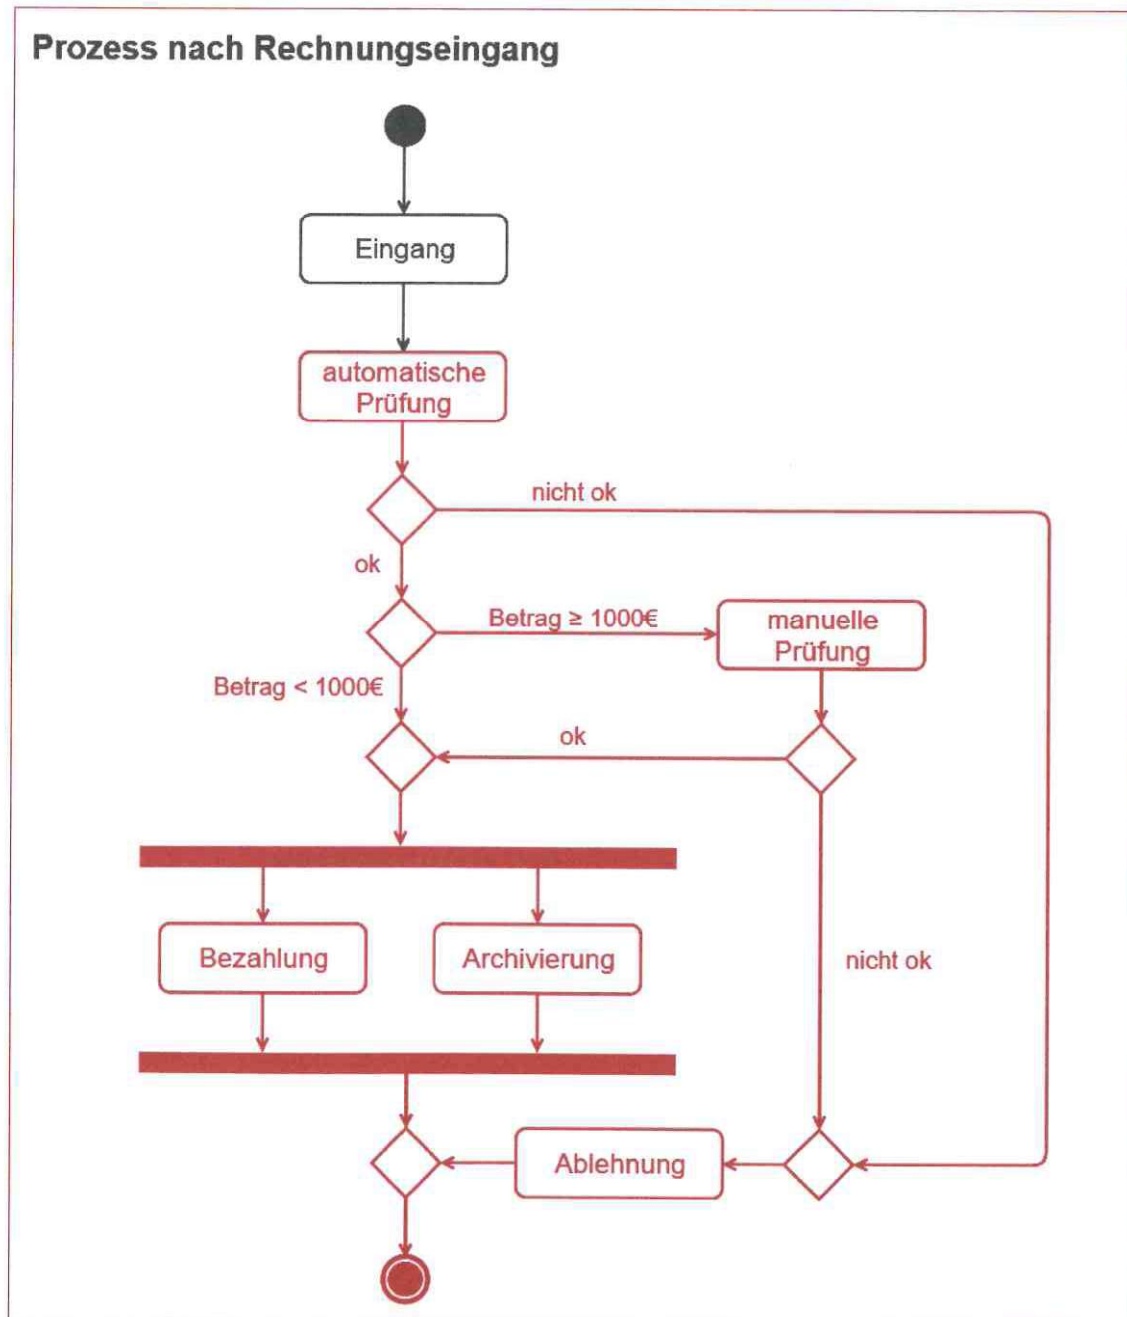 Prozess nach Rechnungseingang
Eingang
automatische
Prüfung
nicht ok
ok
Betrag ≥ 1000€
manuelle
Prüfung
Betrag < 1000€
ok
Bezahlung
Archivierung
nicht ok
Ablehnung